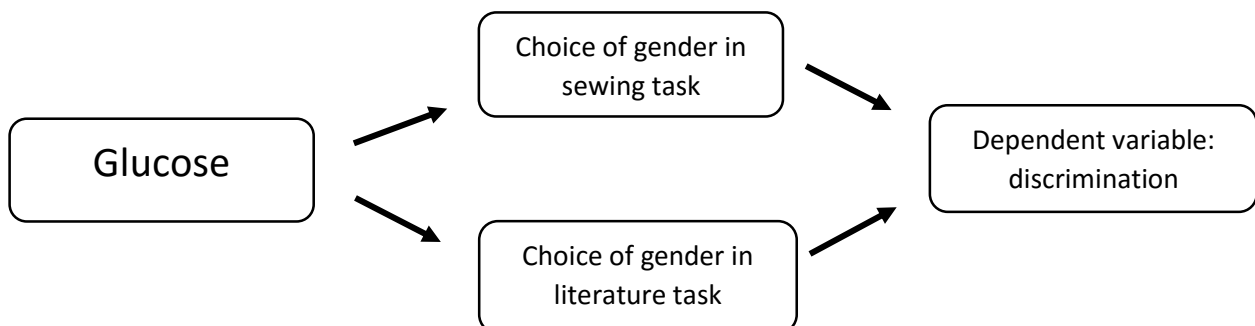 Glucose
Choice of gender in
sewing task
Choice of gender in
literature task
Dependent variable:
discrimination